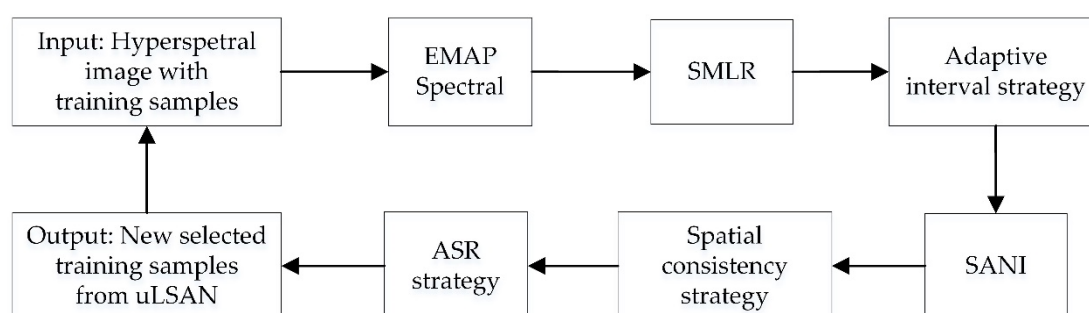 Input: Hyperspetral
image with
training samples
EMAP
Spectral
SMLR
Adaptive
interval strategy
Output: New selected
training samples
from uLSAN
ASR
strategy
Spatial
consistency
strategy
SANI